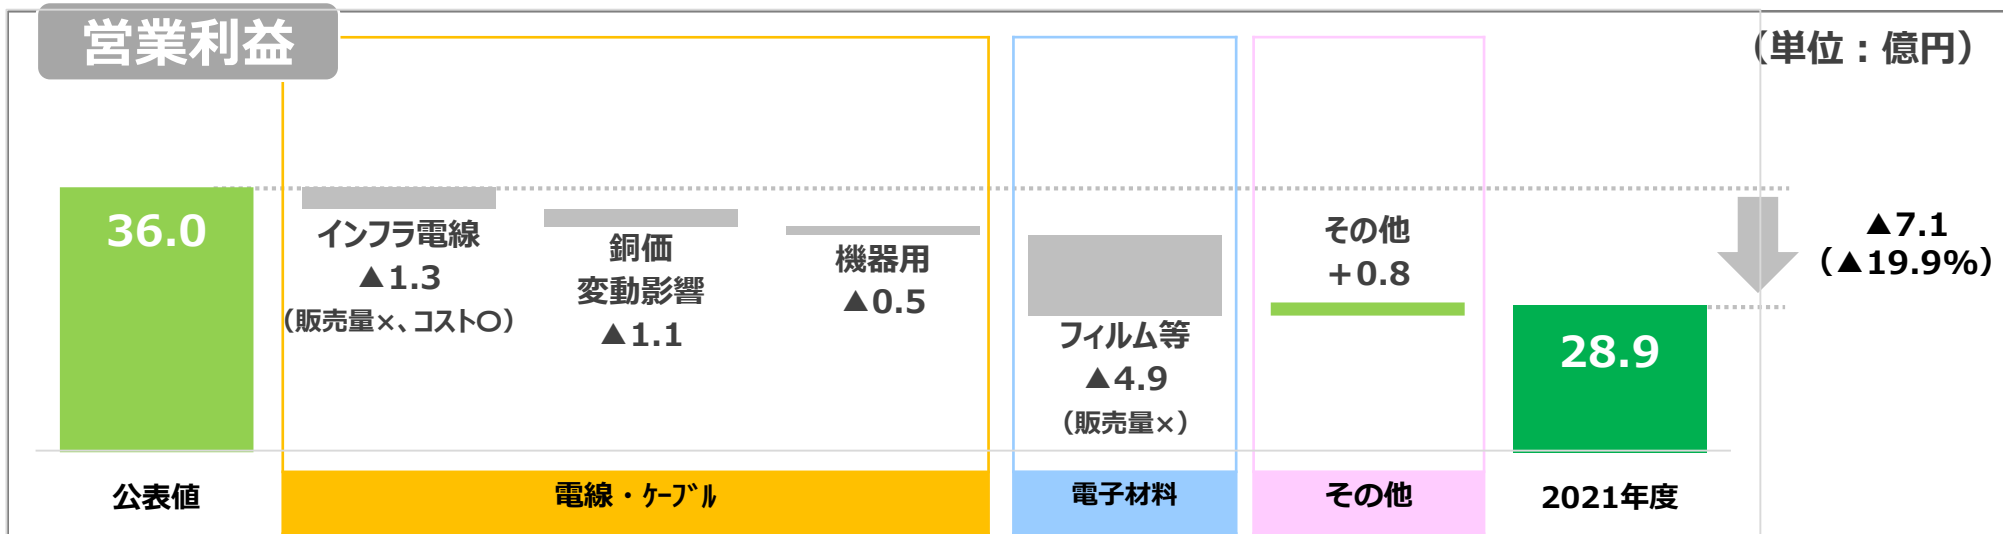 営業利益
（単位：億円）
36.0
インフラ電線
▲1.3
（販売量×、コスト〇）
銅価
変動影響
▲1.1
機器用
▲0.5
フィルム等
▲4.9
（販売量×）
その他
＋0.8
28.9
▲7.1
（▲19.9%）
公表値
電線・ｹｰﾌﾞﾙ
電子材料
その他
2021年度